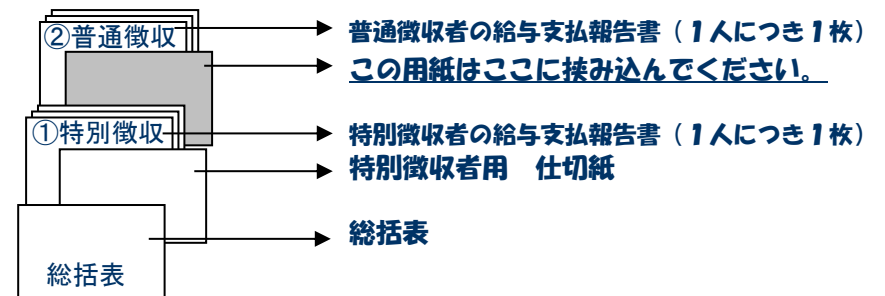 ②普通徴収
普通徴収者の給与支払報告書（１人につき１枚）
この用紙はここに挟み込んでください。
①特別徴収
特別徴収者の給与支払報告書（１人につき１枚）
特別徴収者用　仕切紙
総括表
総括表